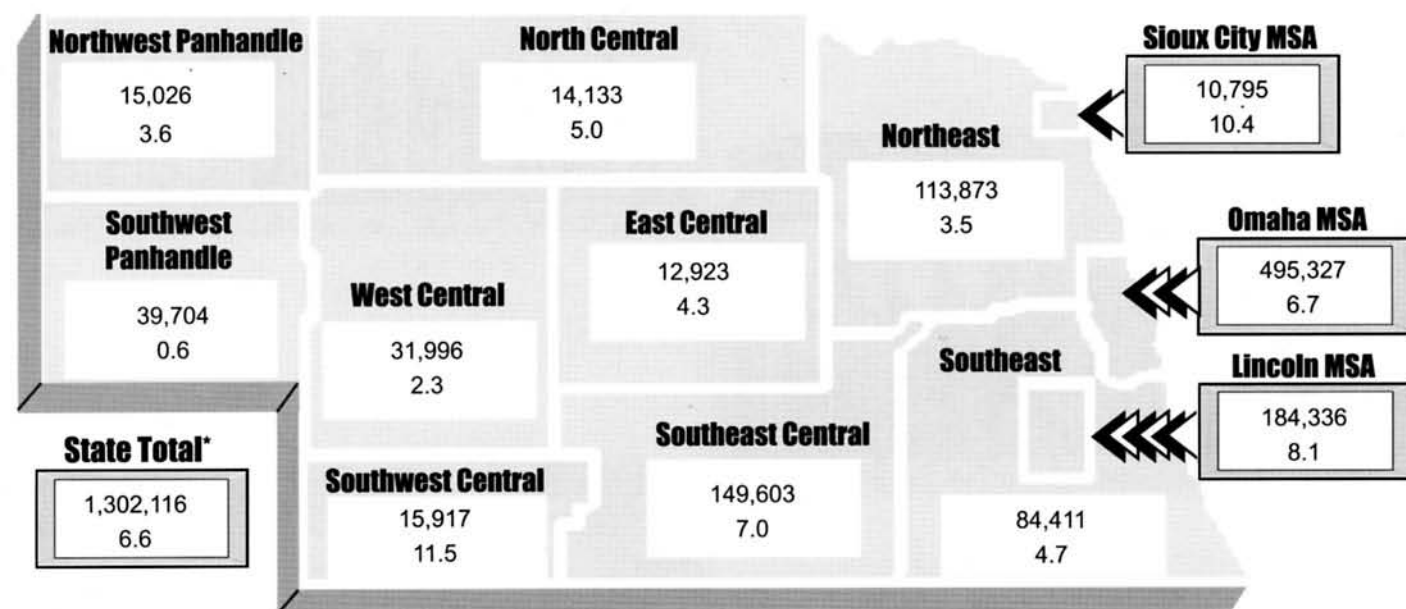 Northwest Panhandle
15,026
3.6
North Central
14,133
5.0
Sioux City MSA
10,795
10.4
Northeast
113,873
3.5
Southwest
Panhandle
39,704
0.6
West Central
31,996
2.3
East Central
12,923
4.3
Omaha MSA
495,327
6.7
Southeast
84,411
4.7
Lincoln MSA
184,336
8.1
State Total*
1,302,116
6.6
Southwest Central
15,917
11.5
Southeast Central
149,603
7.0